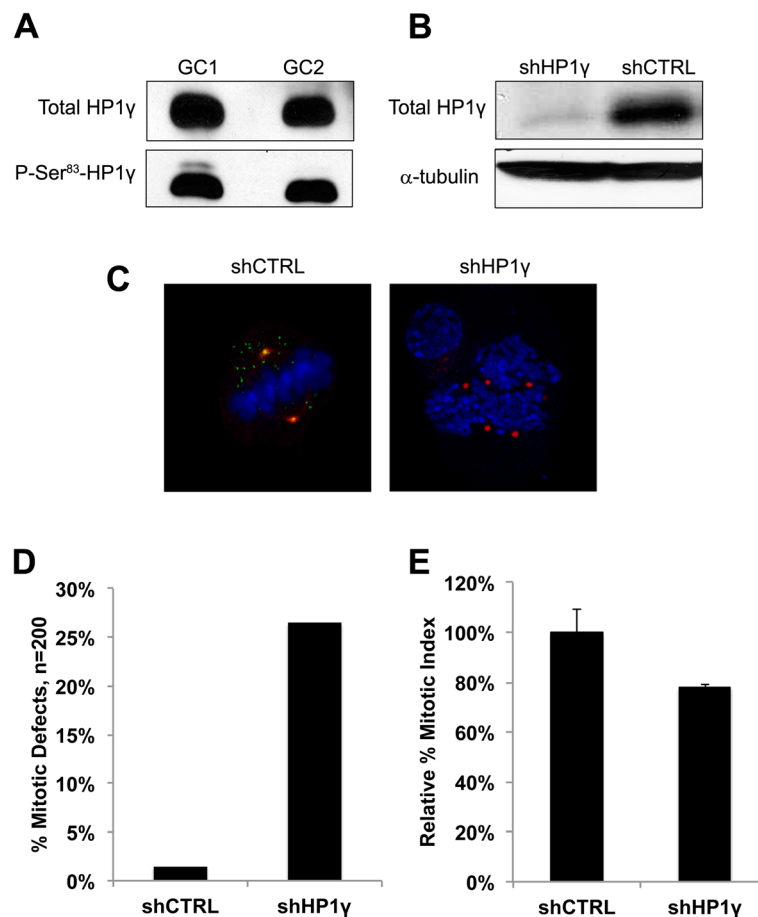 A
GC1 GC2
Total HP1γ
P-Ser⁸³-HP1γ
B
shHP1γ shCTRL
Total HP1γ
α-tubulin
C
shCTRL shHP1γ
D
% Mitotic Defects, n=200
30%
25%
20%
15%
10%
5%
0%
shCTRL shHP1γ
E
Relative % Mitotic Index
120%
100%
80%
60%
40%
20%
0%
shCTRL shHP1γ